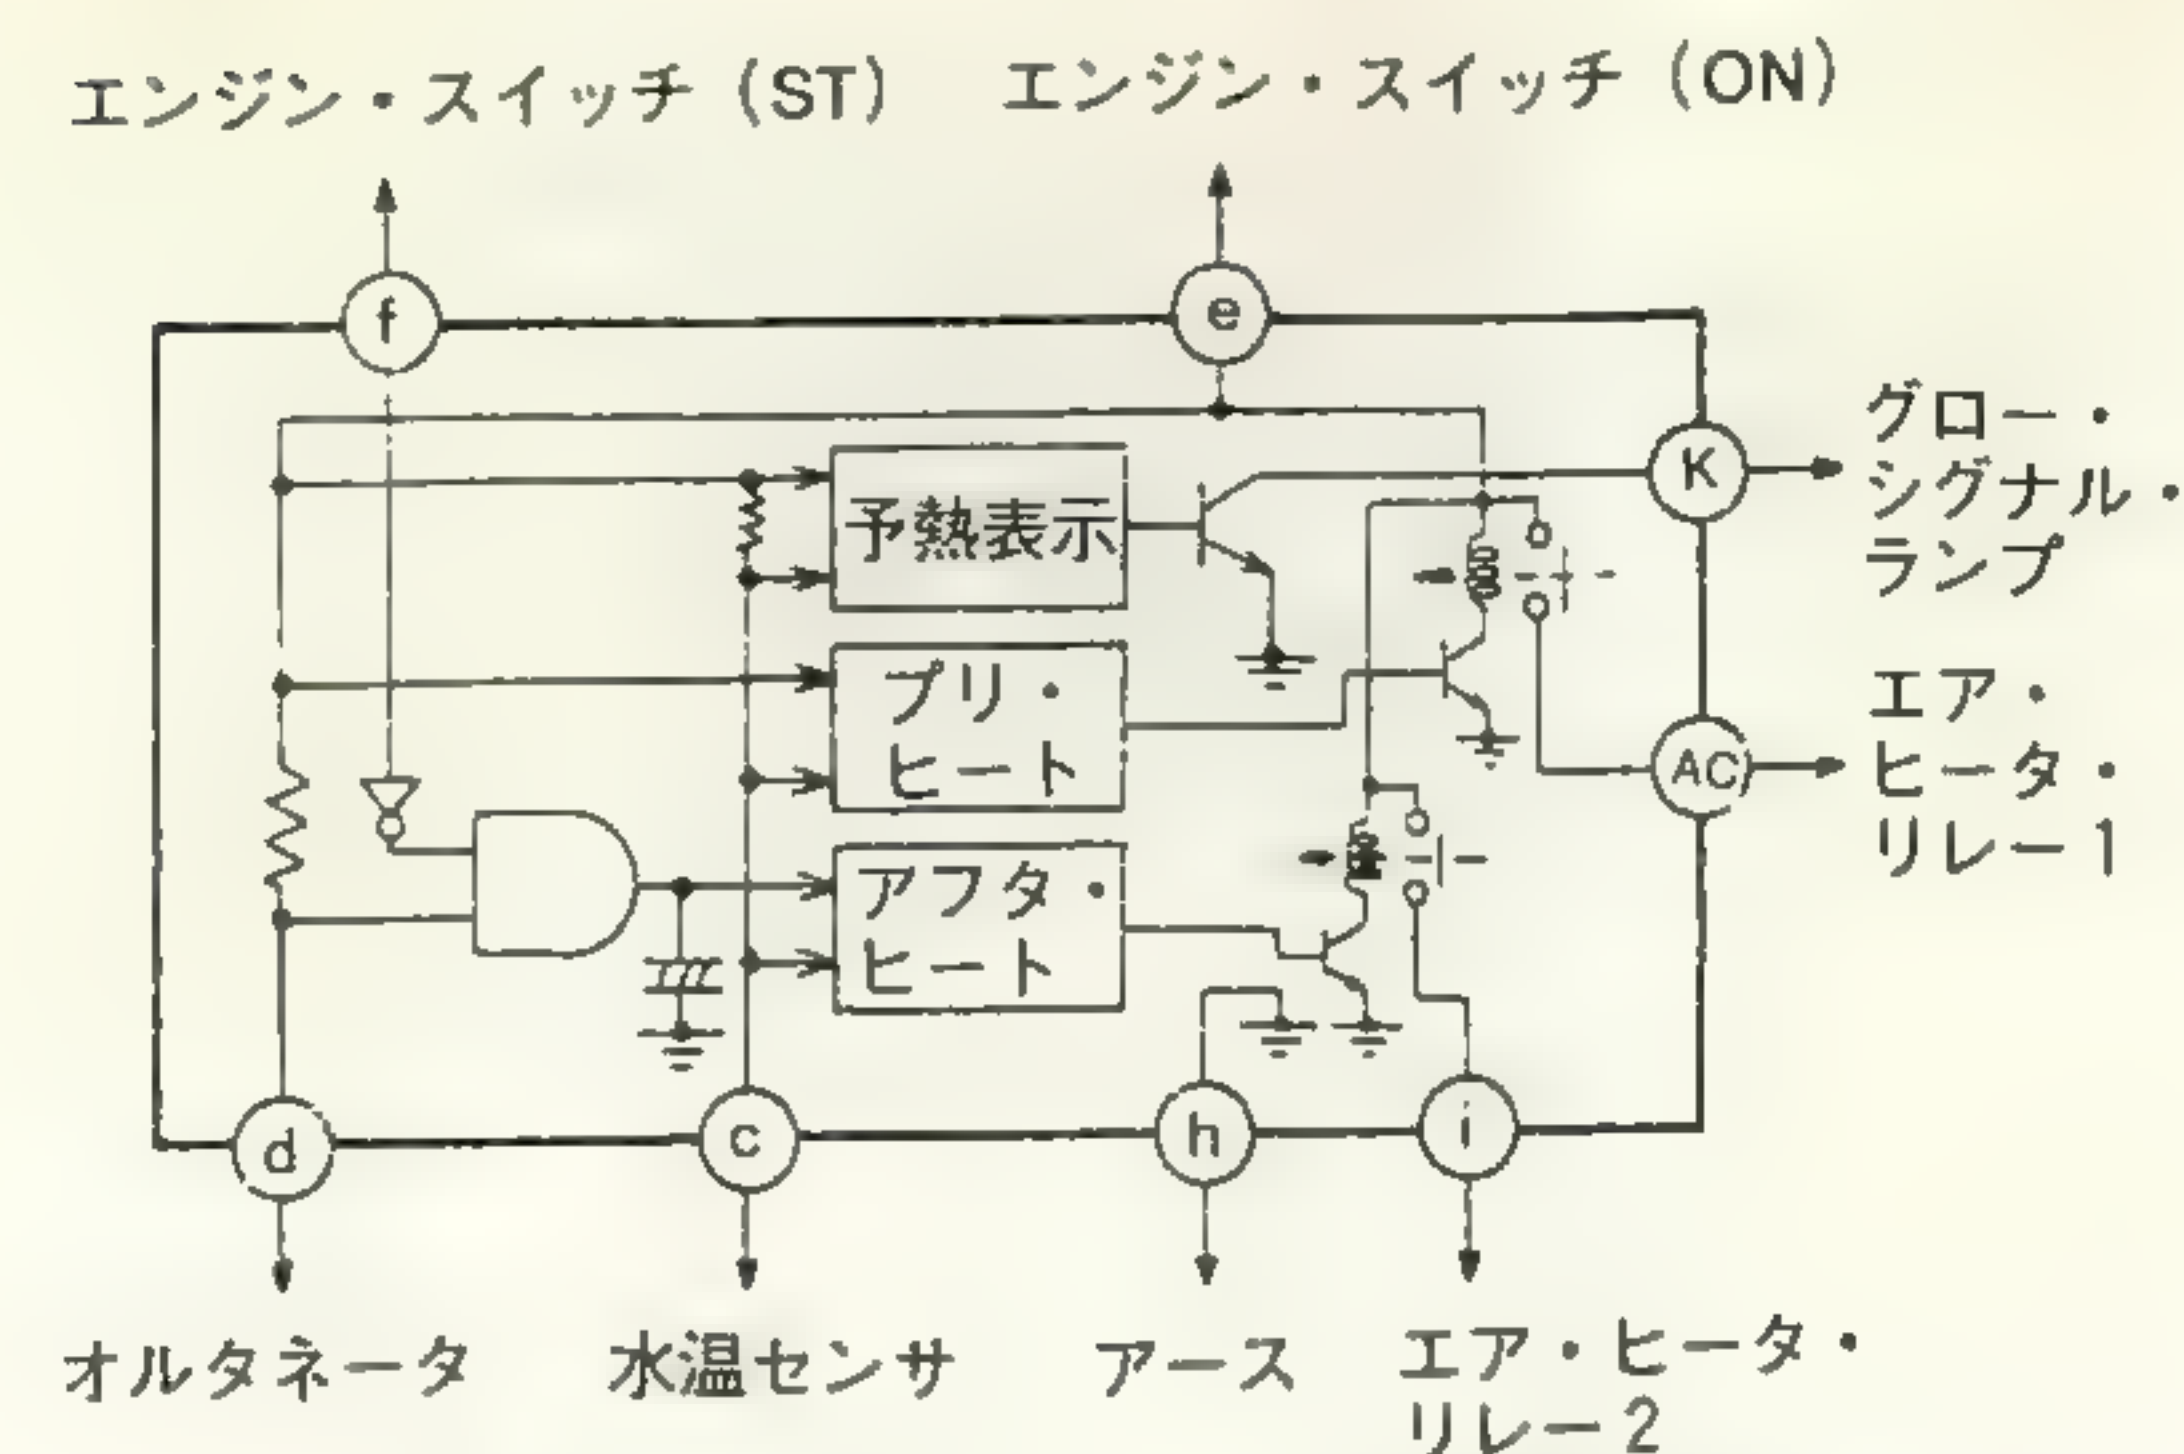 エンジン・スイッチ (ST)
エンジン・スイッチ (ON)
f
e
グロー・
シグナル・
ランプ
K
予熱表示
プリ・
ヒート
エア・
ヒータ・
リレー1
AC
アフタ・
ヒート
d
c
h
i
オルタネータ
水温センサ
アース
エア・ヒータ・
リレー2